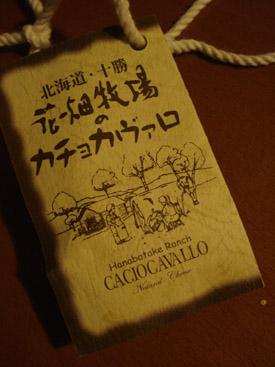 北海道・十勝
花畑牧場
の
カチョカヴァロ
Hanabatake Ranch
CACIOCAVALLO
Natural Cheese